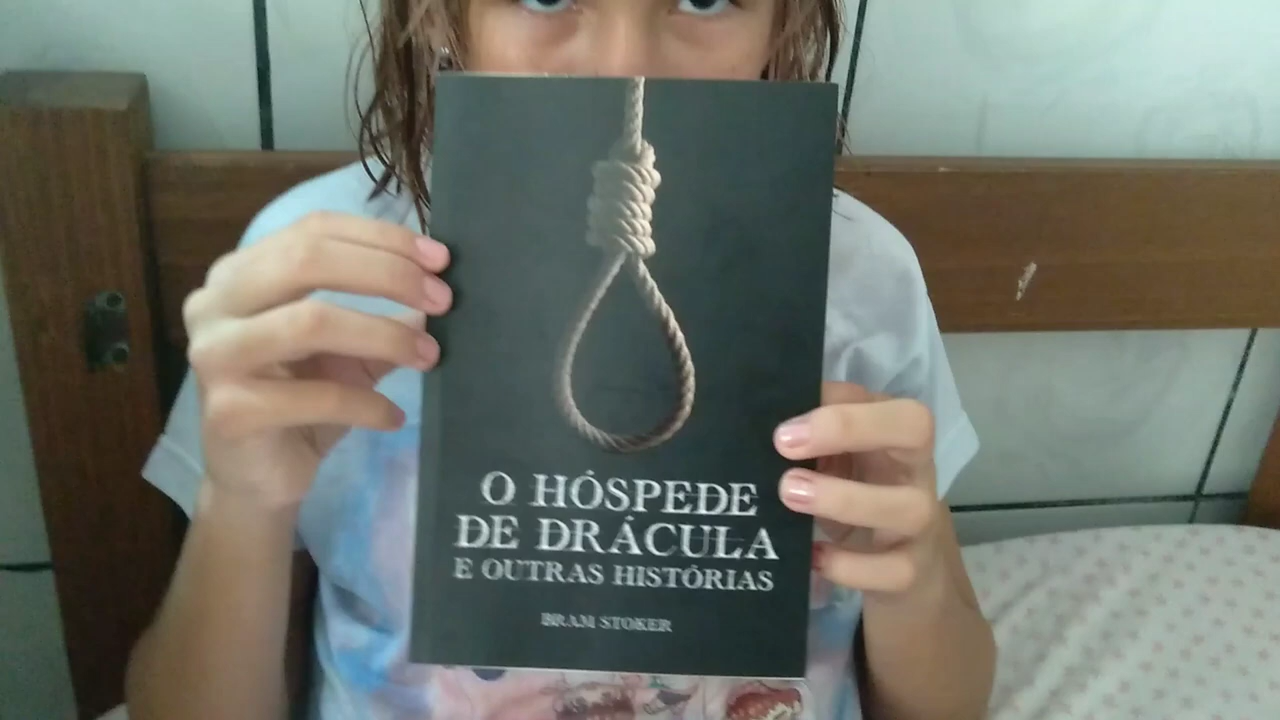 O HÓSPEDE
DE DRÁCULA
E OUTRAS HISTÓRIAS
BRAM STOKER